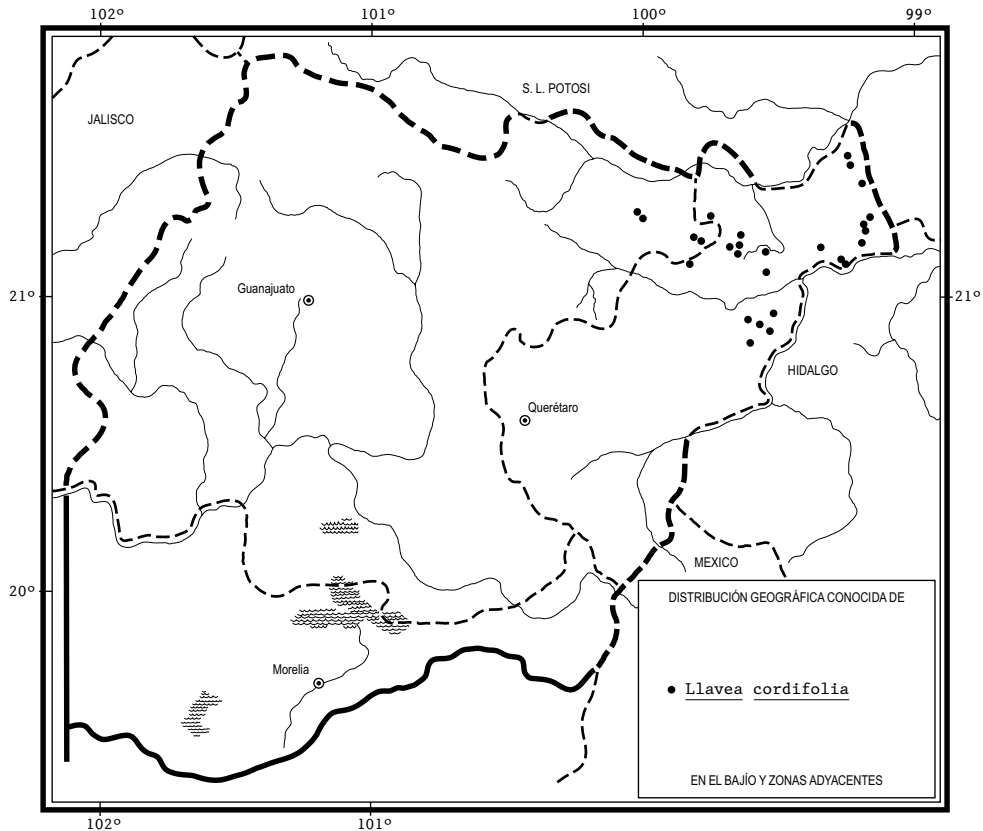 102º 101º 100º 99º
S. L. POTOSI
JALISCO
Guanajuato
21º 21º
HIDALGO
Querétaro
MEXICO
20º
DISTRIBUCIÓN GEOGRÁFICA CONOCIDA DE
Morelia
Llavea cordifolia
EN EL BAJÍO Y ZONAS ADYACENTES
102º 101º